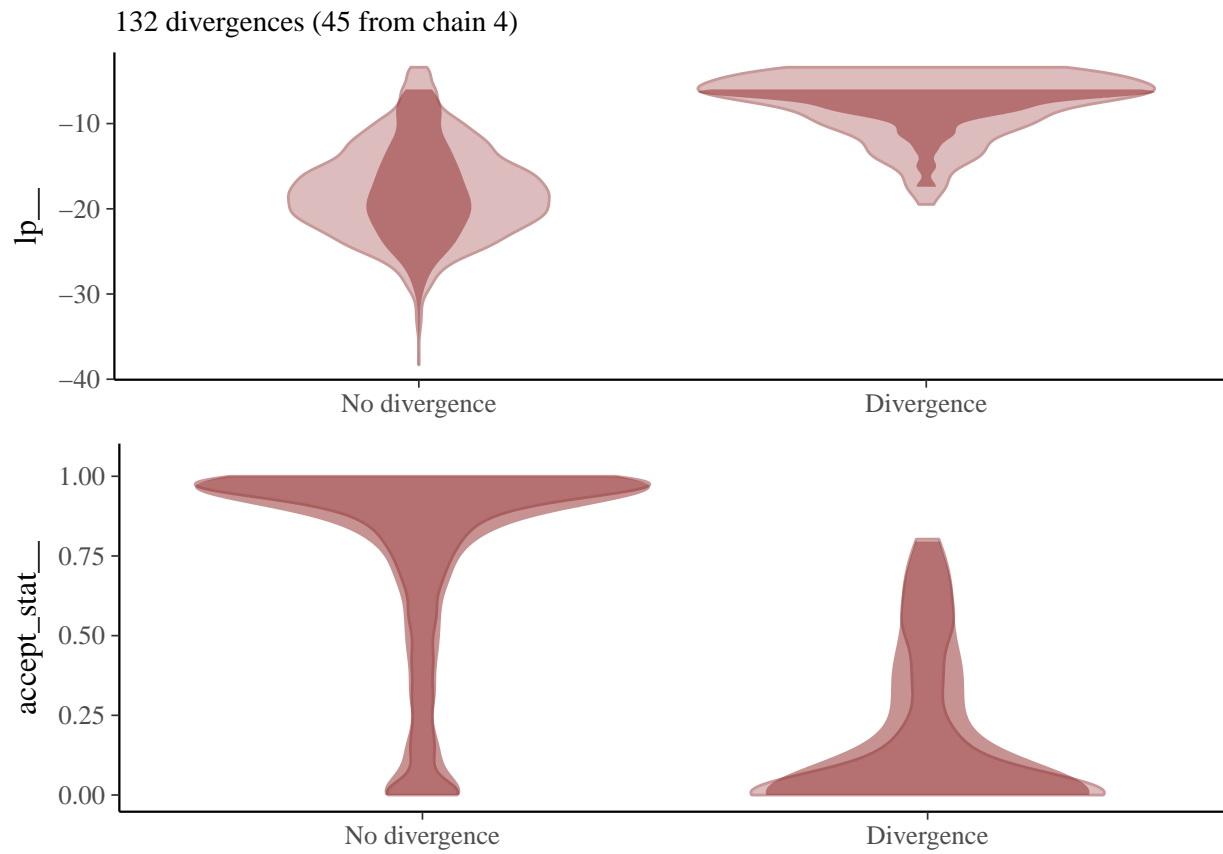 132 divergences (45 from chain 4)
lp__
−10
−20
−30
−40
No divergence
Divergence
accept_stat__
1.00
0.75
0.50
0.25
0.00
No divergence
Divergence